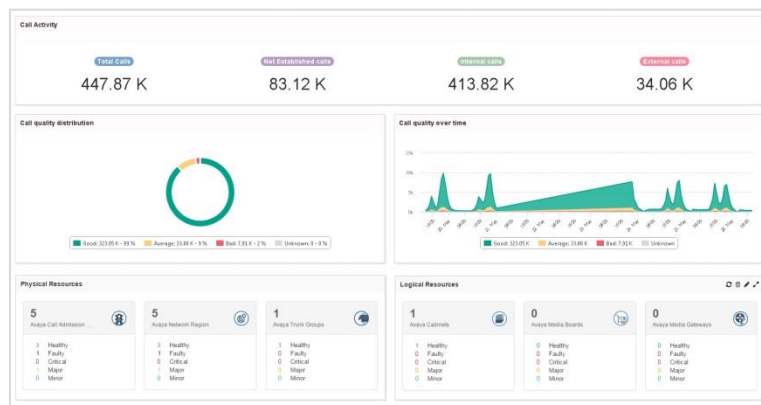 Call Activity
Total Calls
Not Established calls
Internal calls
External calls
447.87 K
83.12 K
413.82 K
34.06 K
Call quality distribution
Good: 323.05 K - 89 %
Average: 33.80 K - 9 %
Bad: 7.91 K - 2 %
Unknown: 0 - 0 %
Call quality over time
15k
10k
5k
0k
Good: 323.05 K
Average: 33.80 K
Bad: 7.91 K
Unknown:
Physical Resources
5
Avaya Call Admission ...
3 Healthy
1 Faulty
0 Critical
1 Major
0 Minor
5
Avaya Network Region
3 Healthy
1 Faulty
0 Critical
1 Major
0 Minor
1
Avaya Trunk Groups
1 Healthy
0 Faulty
0 Critical
0 Major
0 Minor
Logical Resources
1
Avaya Cabinets
1 Healthy
0 Faulty
0 Critical
0 Major
0 Minor
0
Avaya Media Boards
0 Healthy
0 Faulty
0 Critical
0 Major
0 Minor
0
Avaya Media Gateways
0 Healthy
0 Faulty
0 Critical
0 Major
0 Minor